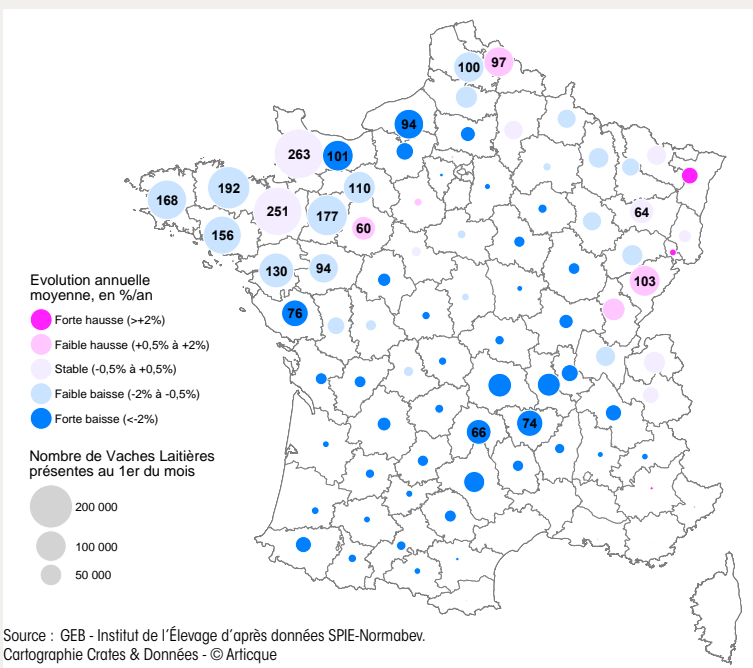 100
97
94
263
101
192
110
168
251
177
64
156
60
130
94
103
76
74
66
Evolution annuelle
moyenne, en %/an
Forte hausse (>+2%)
Faible hausse (+0,5% à +2%)
Stable (-0,5% à +0,5%)
Faible baisse (-2% à -0,5%)
Forte baisse (<-2%)
Nombre de Vaches Laitières
présentes au 1er du mois
200 000
100 000
50 000
Source : GEB - Institut de l'Élevage d'après données SPIE-Normabev.
Cartographie Crates & Données - © Articque